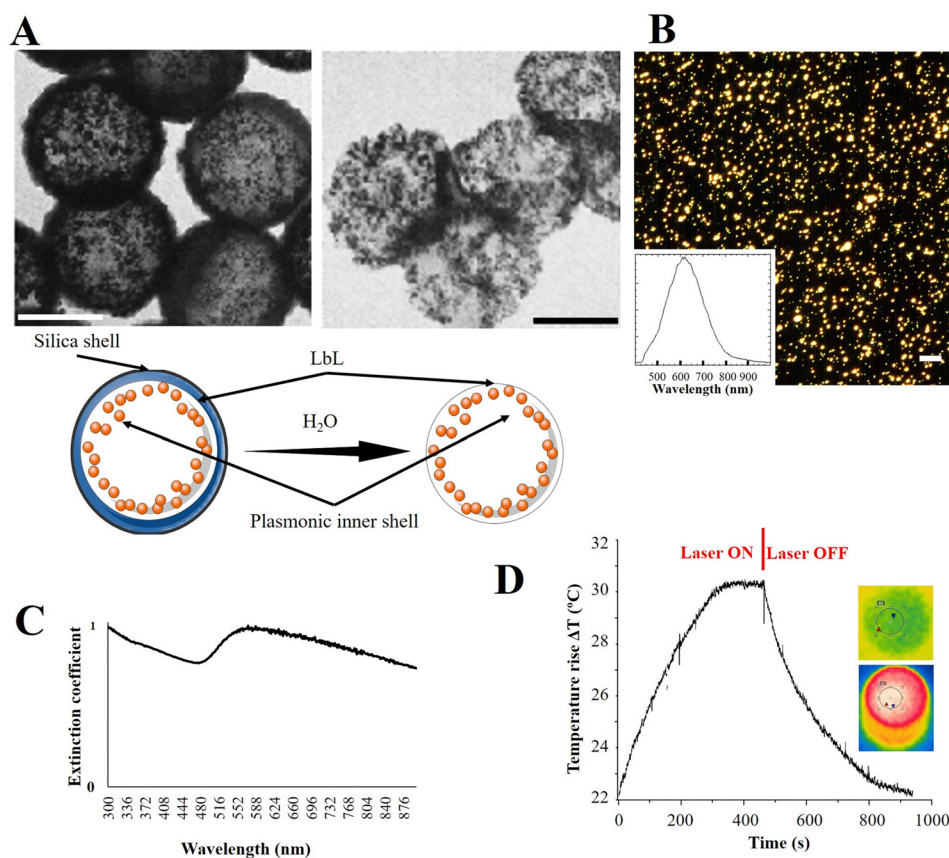 A
B
500 600 700 800 900
Wavelength (nm)
Silica shell
LbL
H₂O
Plasmonic inner shell
C
Extinction coefficient
1
0
300 336 372 408 444 480 516 552 588 624 660 696 732 768 804 840 876
Wavelength (nm)
D
Temperature rise ΔT (ºC)
32
30
28
26
24
22
Laser ON Laser OFF
0 200 400 600 800 1000
Time (s)